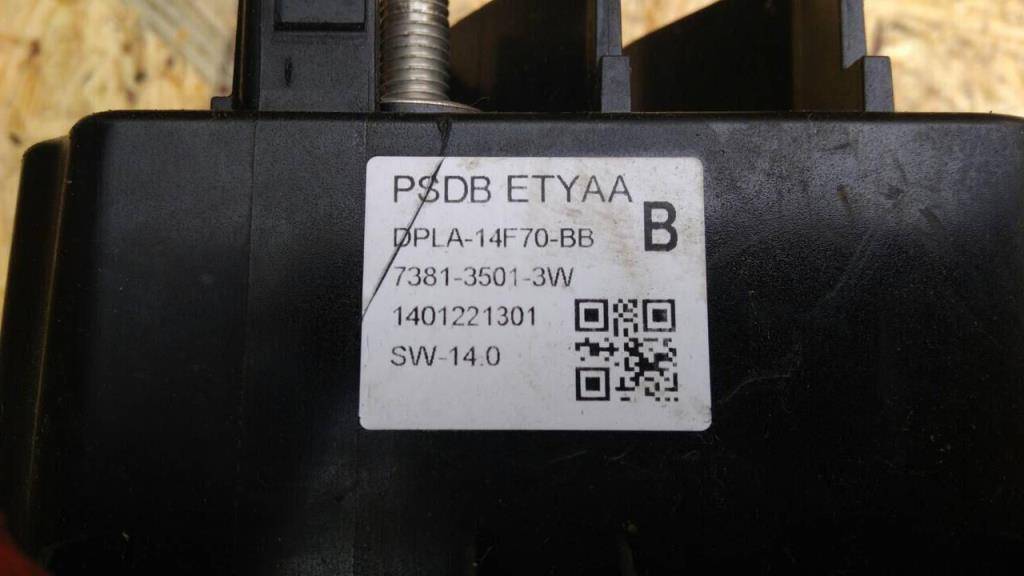 PSDB ETYAA
B
DPLA-14F70-BB
7381-3501-3W
1401221301
SW-14.0